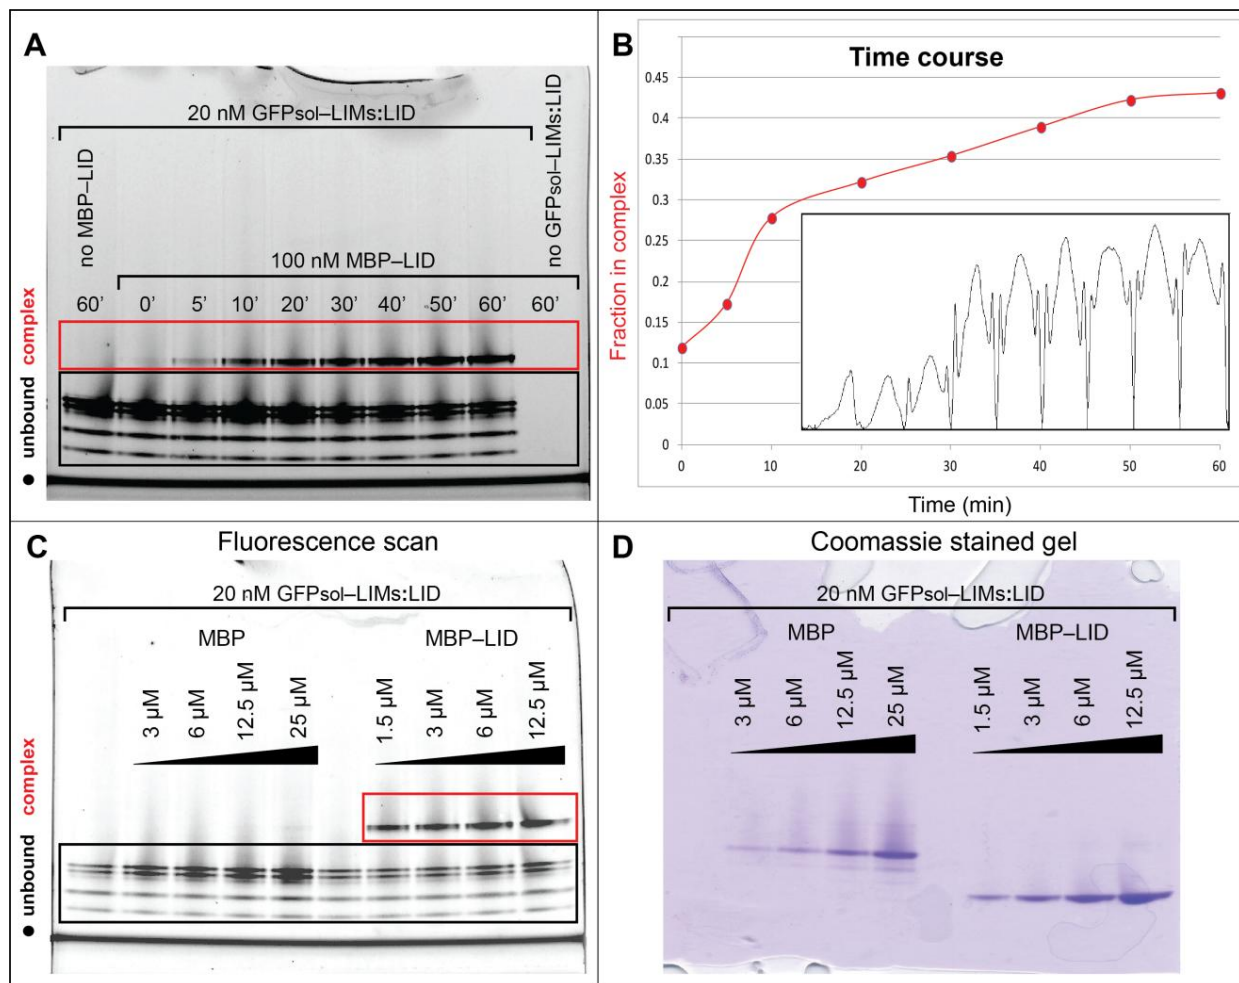 A
20 nM GFPsol–LIMs:LID
no MBP–LID
no GFPsol–LIMs:LID
100 nM MBP–LID
60’ 0’ 5’ 10’ 20’ 30’ 40’ 50’ 60’ 60’
complex
● unbound
B
Time course
Fraction in complex
0.45
0.4
0.35
0.3
0.25
0.2
0.15
0.1
0.05
0
0 10 20 30 40 50 60
Time (min)
C
Fluorescence scan
20 nM GFPsol–LIMs:LID
MBP MBP–LID
3 µM 6 µM 12.5 µM 25 µM 1.5 µM 3 µM 6 µM 12.5 µM
complex
● unbound
D
Coomassie stained gel
20 nM GFPsol–LIMs:LID
MBP MBP–LID
3 µM 6 µM 12.5 µM 25 µM 1.5 µM 3 µM 6 µM 12.5 µM